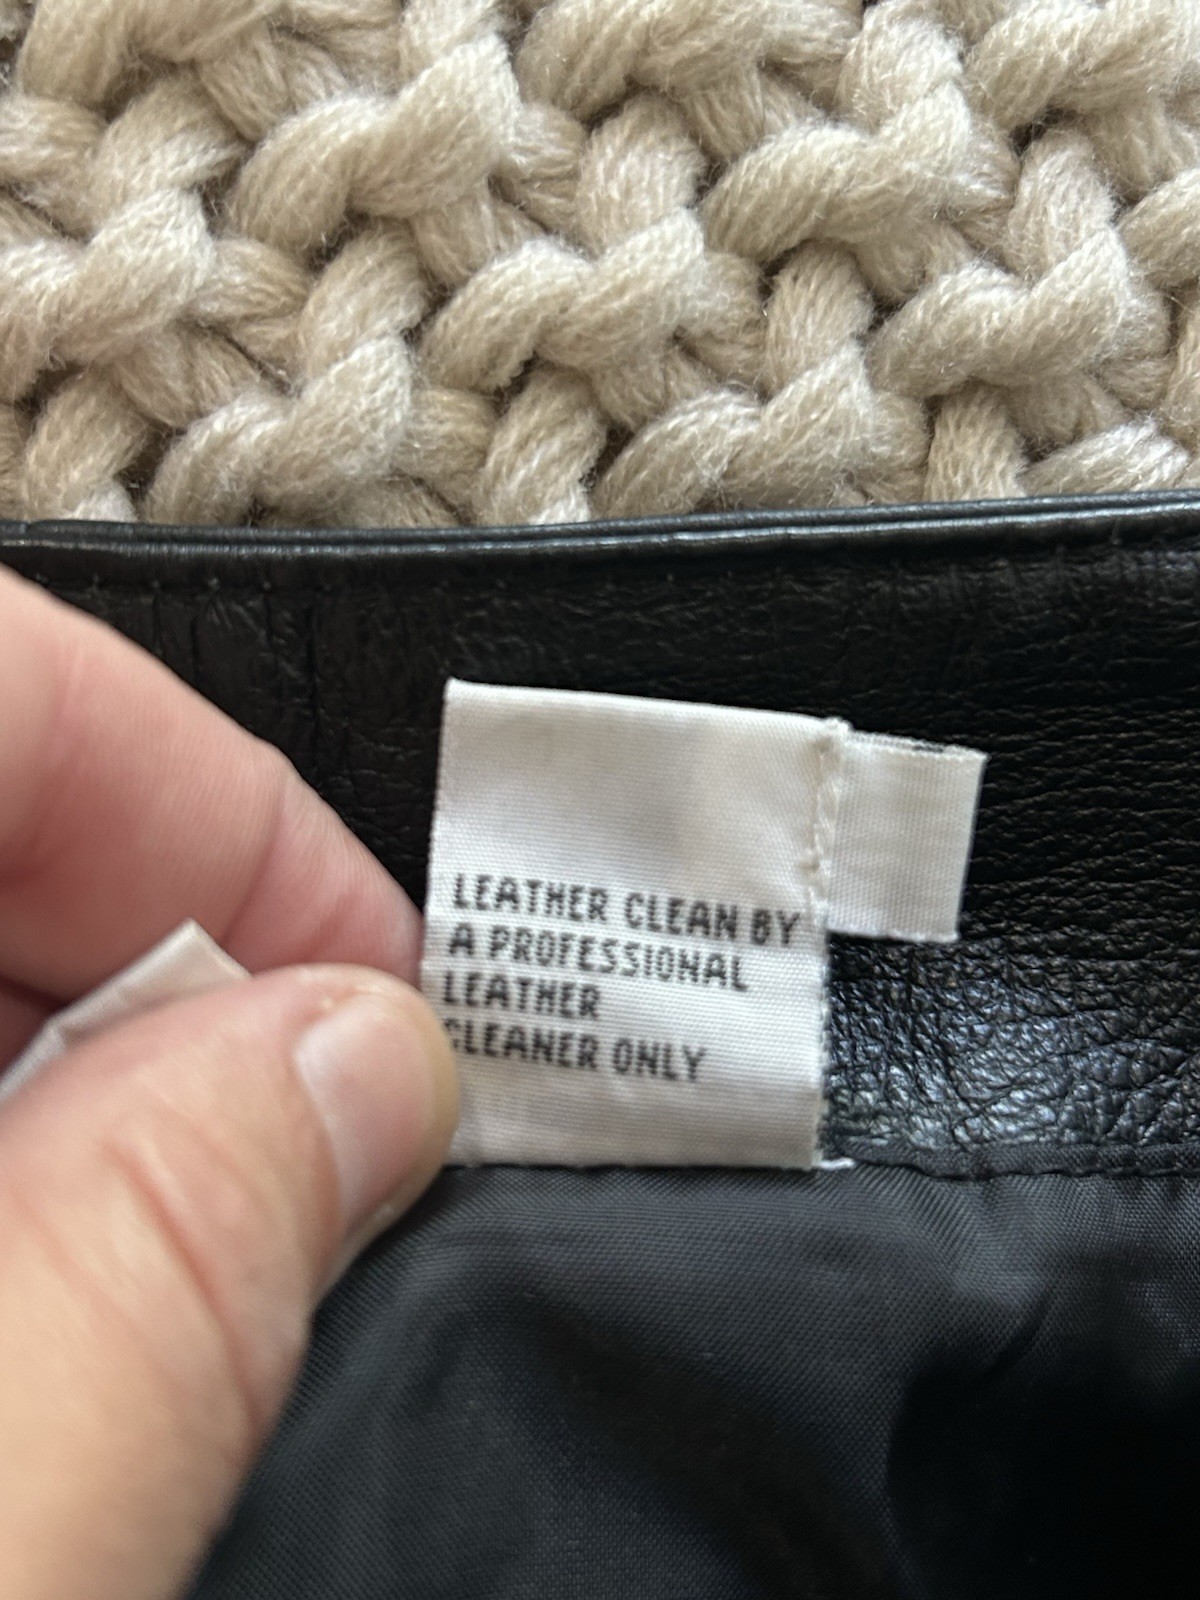 LEATHER CLEAN BY
A PROFESSIONAL
LEATHER
CLEANER ONLY